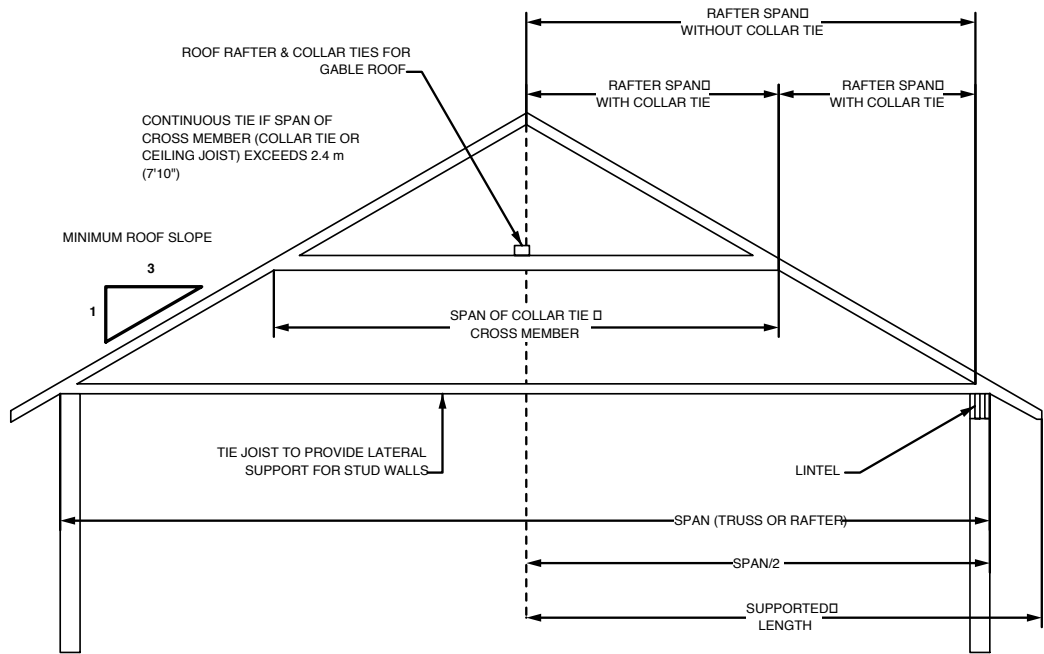 RAFTER SPAN
WITHOUT COLLAR TIE
ROOF RAFTER & COLLAR TIES FOR
GABLE ROOF
RAFTER SPAN
WITH COLLAR TIE
RAFTER SPAN
WITH COLLAR TIE
CONTINUOUS TIE IF SPAN OF
CROSS MEMBER (COLLAR TIE OR
CEILING JOIST) EXCEEDS 2.4 m
(7'10")
MINIMUM ROOF SLOPE
3
1
SPAN OF COLLAR TIE
CROSS MEMBER
TIE JOIST TO PROVIDE LATERAL
SUPPORT FOR STUD WALLS
LINTEL
SPAN (TRUSS OR RAFTER)
SPAN/2
SUPPORTED
LENGTH